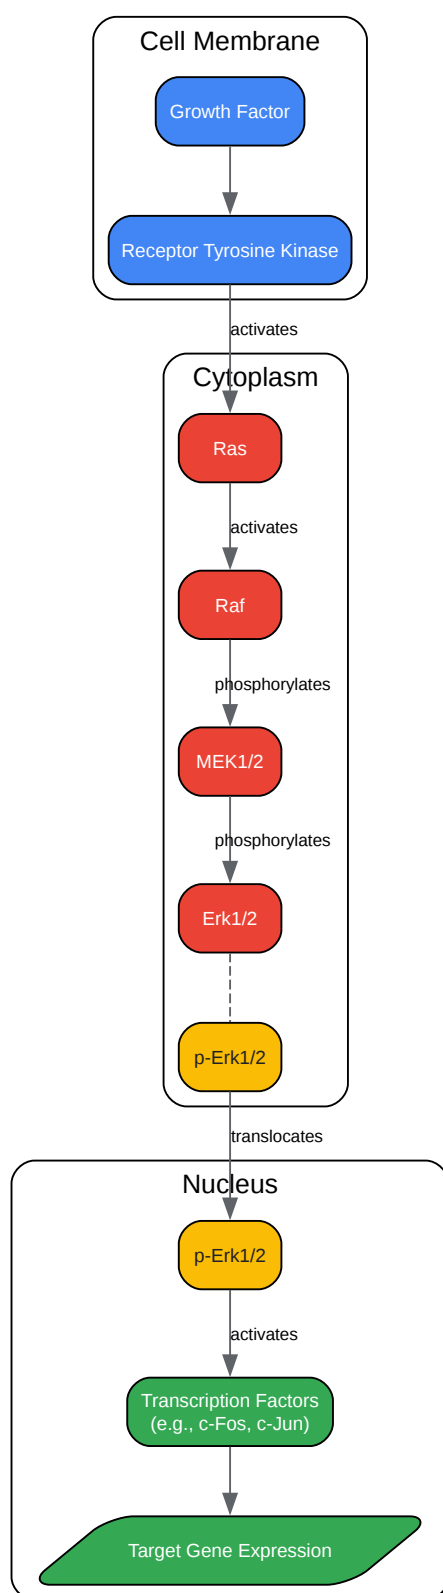 Cell Membrane
Growth Factor
Receptor Tyrosine Kinase
activates
Cytoplasm
Ras
activates
Raf
phosphorylates
MEK1/2
phosphorylates
Erk1/2
p-Erk1/2
translocates
Nucleus
p-Erk1/2
activates
Transcription Factors
(e.g., c-Fos, c-Jun)
Target Gene Expression